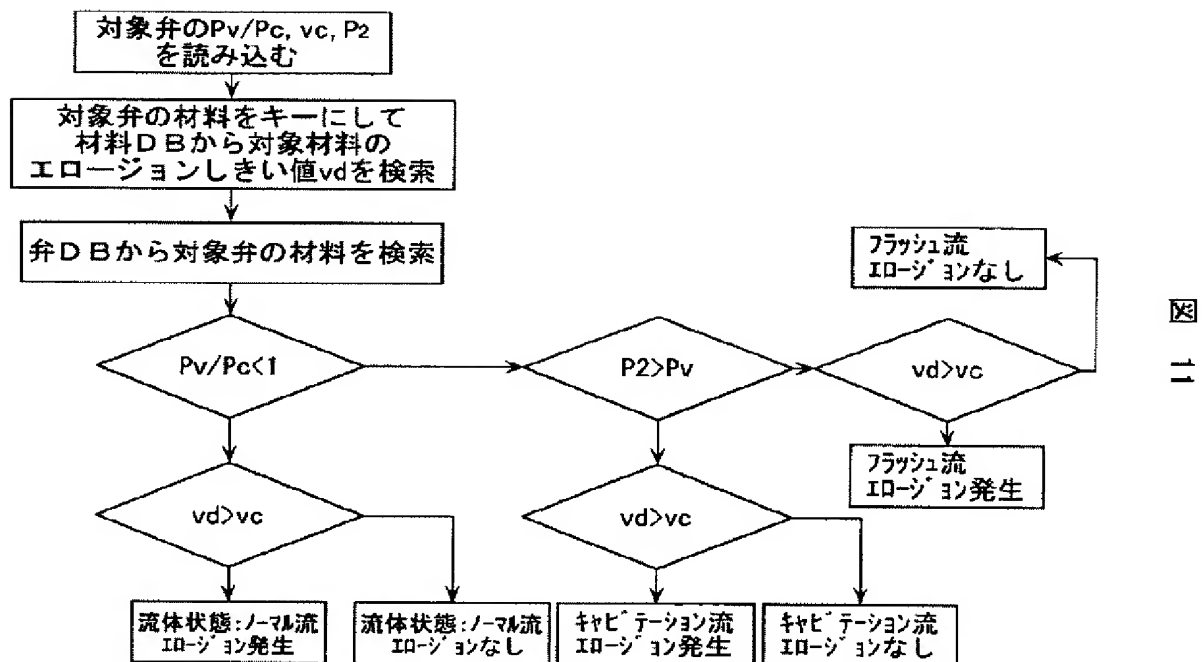 対象弁のPv/Pc, vc, P2
を読み込む
対象弁の材料をキーにして
材料DBから対象材料の
エロージョンしきい値vdを検索
弁DBから対象弁の材料を検索
フラッシュ流
エロージョンなし
Pv/Pc<1
P2>Pv
vd>vc
フラッシュ流
エロージョン発生
vd>vc
vd>vc
流体状態:ノーマル流
エロージョン発生
流体状態:ノーマル流
エロージョンなし
キャビテーション流
エロージョン発生
キャビテーション流
エロージョンなし
図 11